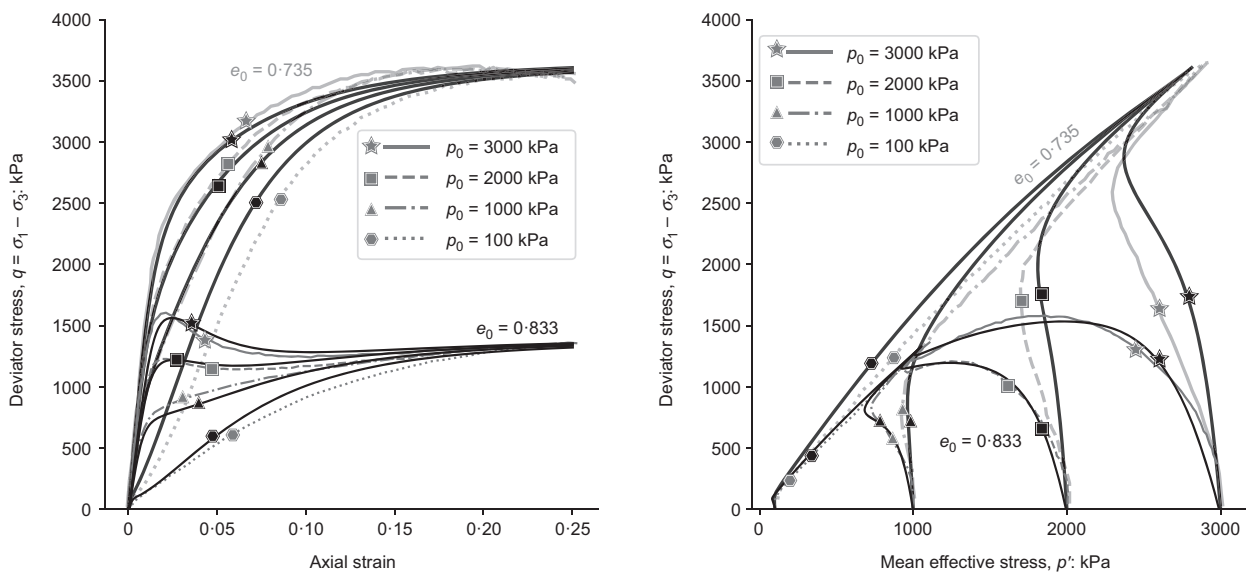 4000
3500
3000
2500
2000
1500
1000
500
0
Deviator stress, q = σ1 – σ3: kPa
e0 = 0·735
p0 = 3000 kPa
p0 = 2000 kPa
p0 = 1000 kPa
p0 = 100 kPa
e0 = 0·833
0 0·05 0·10 0·15 0·20 0·25
Axial strain
4000
3500
3000
2500
2000
1500
1000
500
0
Deviator stress, q = σ1 – σ3: kPa
p0 = 3000 kPa
p0 = 2000 kPa
p0 = 1000 kPa
p0 = 100 kPa
e0 = 0·735
e0 = 0·833
0 1000 2000 3000
Mean effective stress, p′: kPa